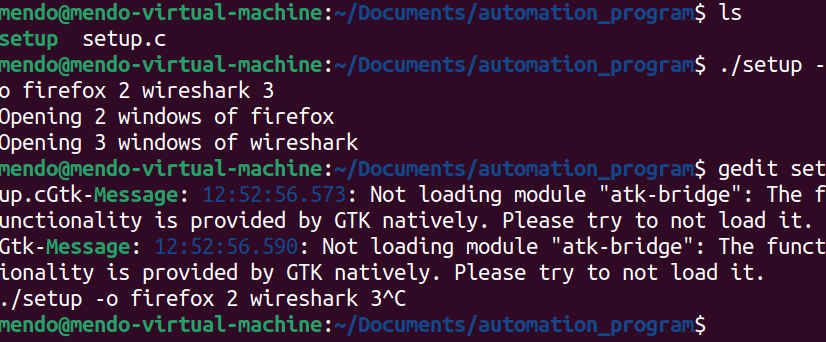 mendo@mendo-virtual-machine:~/Documents/automation_program$ ls
setup  setup.c
mendo@mendo-virtual-machine:~/Documents/automation_program$ ./setup -
o firefox 2 wireshark 3
Opening 2 windows of firefox
Opening 3 windows of wireshark
mendo@mendo-virtual-machine:~/Documents/automation_program$ gedit set
up.cGtk-Message: 12:52:56.573: Not loading module "atk-bridge": The f
unctionality is provided by GTK natively. Please try to not load it.
Gtk-Message: 12:52:56.590: Not loading module "atk-bridge": The funct
ionality is provided by GTK natively. Please try to not load it.
./setup -o firefox 2 wireshark 3^C
mendo@mendo-virtual-machine:~/Documents/automation_program$